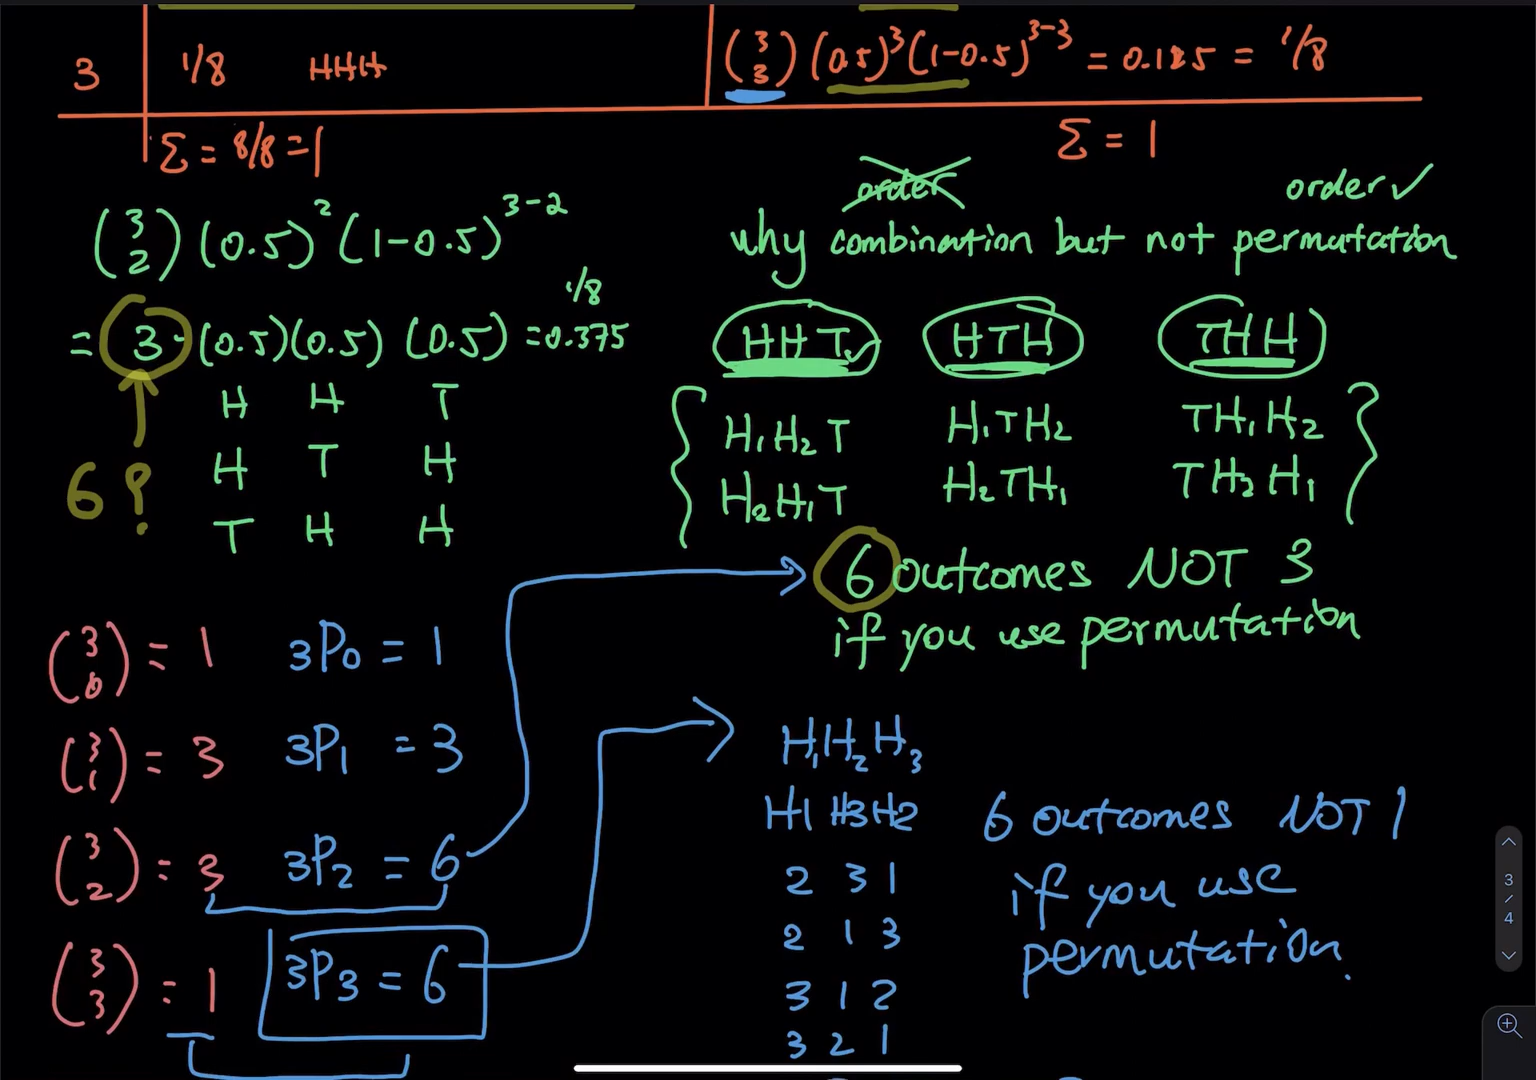 3 1/8 HHH (3 3) (0.5)^3 (1-0.5)^3-3 = 0.125 = 1/8
Σ = 8/8 = 1
Σ = 1
(3 2) (0.5)^2 (1-0.5)^3-2
= 3 · (0.5)(0.5) (0.5) = 0.375
1/8
H H T
H T H
T H H
6 ?
order
order ✓
why combination but not permutation
HHT ✓ HTH THH
H1H2T H1TH2 TH1H2
H2H1T H2TH1 TH2H1
6 outcomes NOT 3
if you use permutation
(3 0) = 1 3P0 = 1
(3 1) = 3 3P1 = 3
(3 2) = 3 3P2 = 6
(3 3) = 1 3P3 = 6
H1H2H3
H1 H3H2
2 3 1
2 1 3
3 1 2
3 2 1
6 outcomes NOT 1
if you use
permutation.
3
/
4